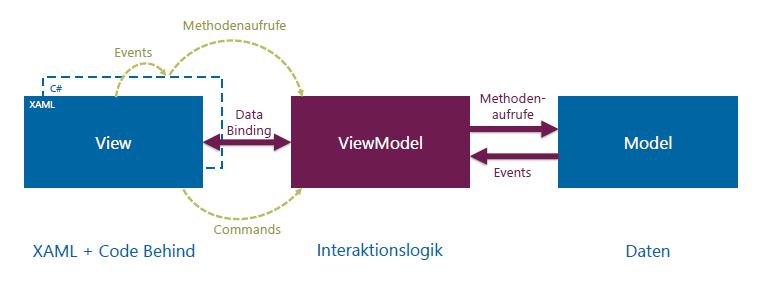 Methodenaufrufe
Events
C#
XAML
View
Data
Binding
ViewModel
Methoden-
aufrufe
Events
Model
Commands
XAML + Code Behind
Interaktionslogik
Daten